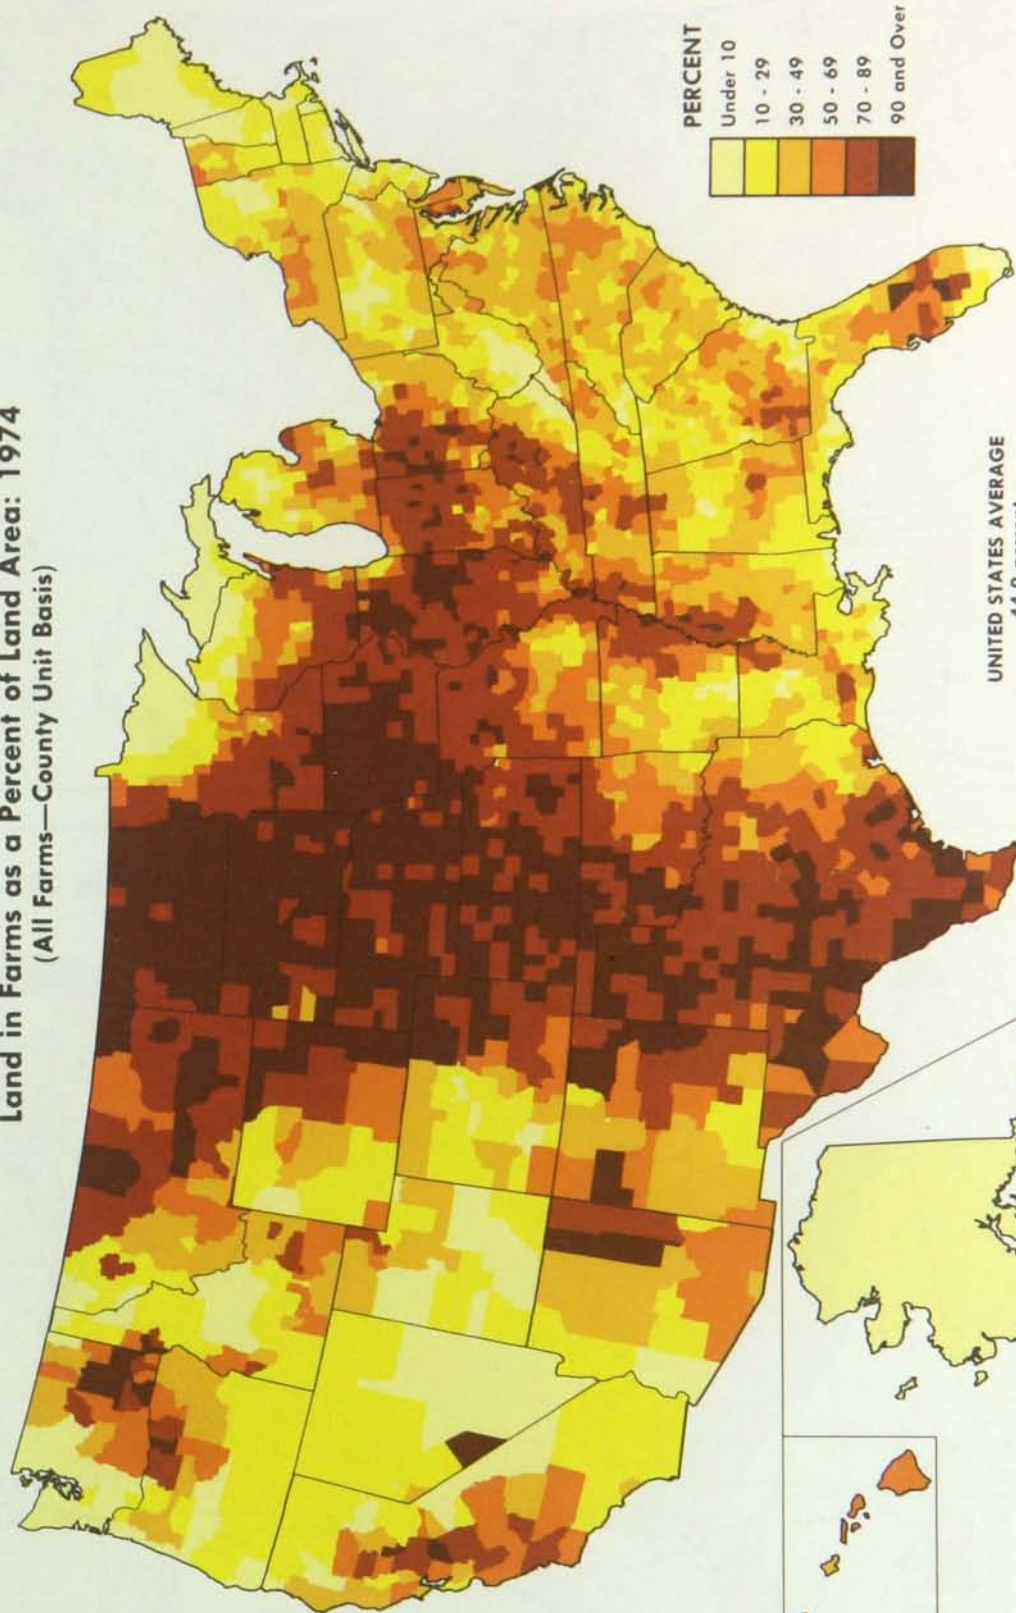 Land in Farms as a Percent of Land Area: 1974
(All Farms—County Unit Basis)
PERCENT
Under 10
10 - 29
30 - 49
50 - 69
70 - 89
90 and Over
UNITED STATES AVERAGE